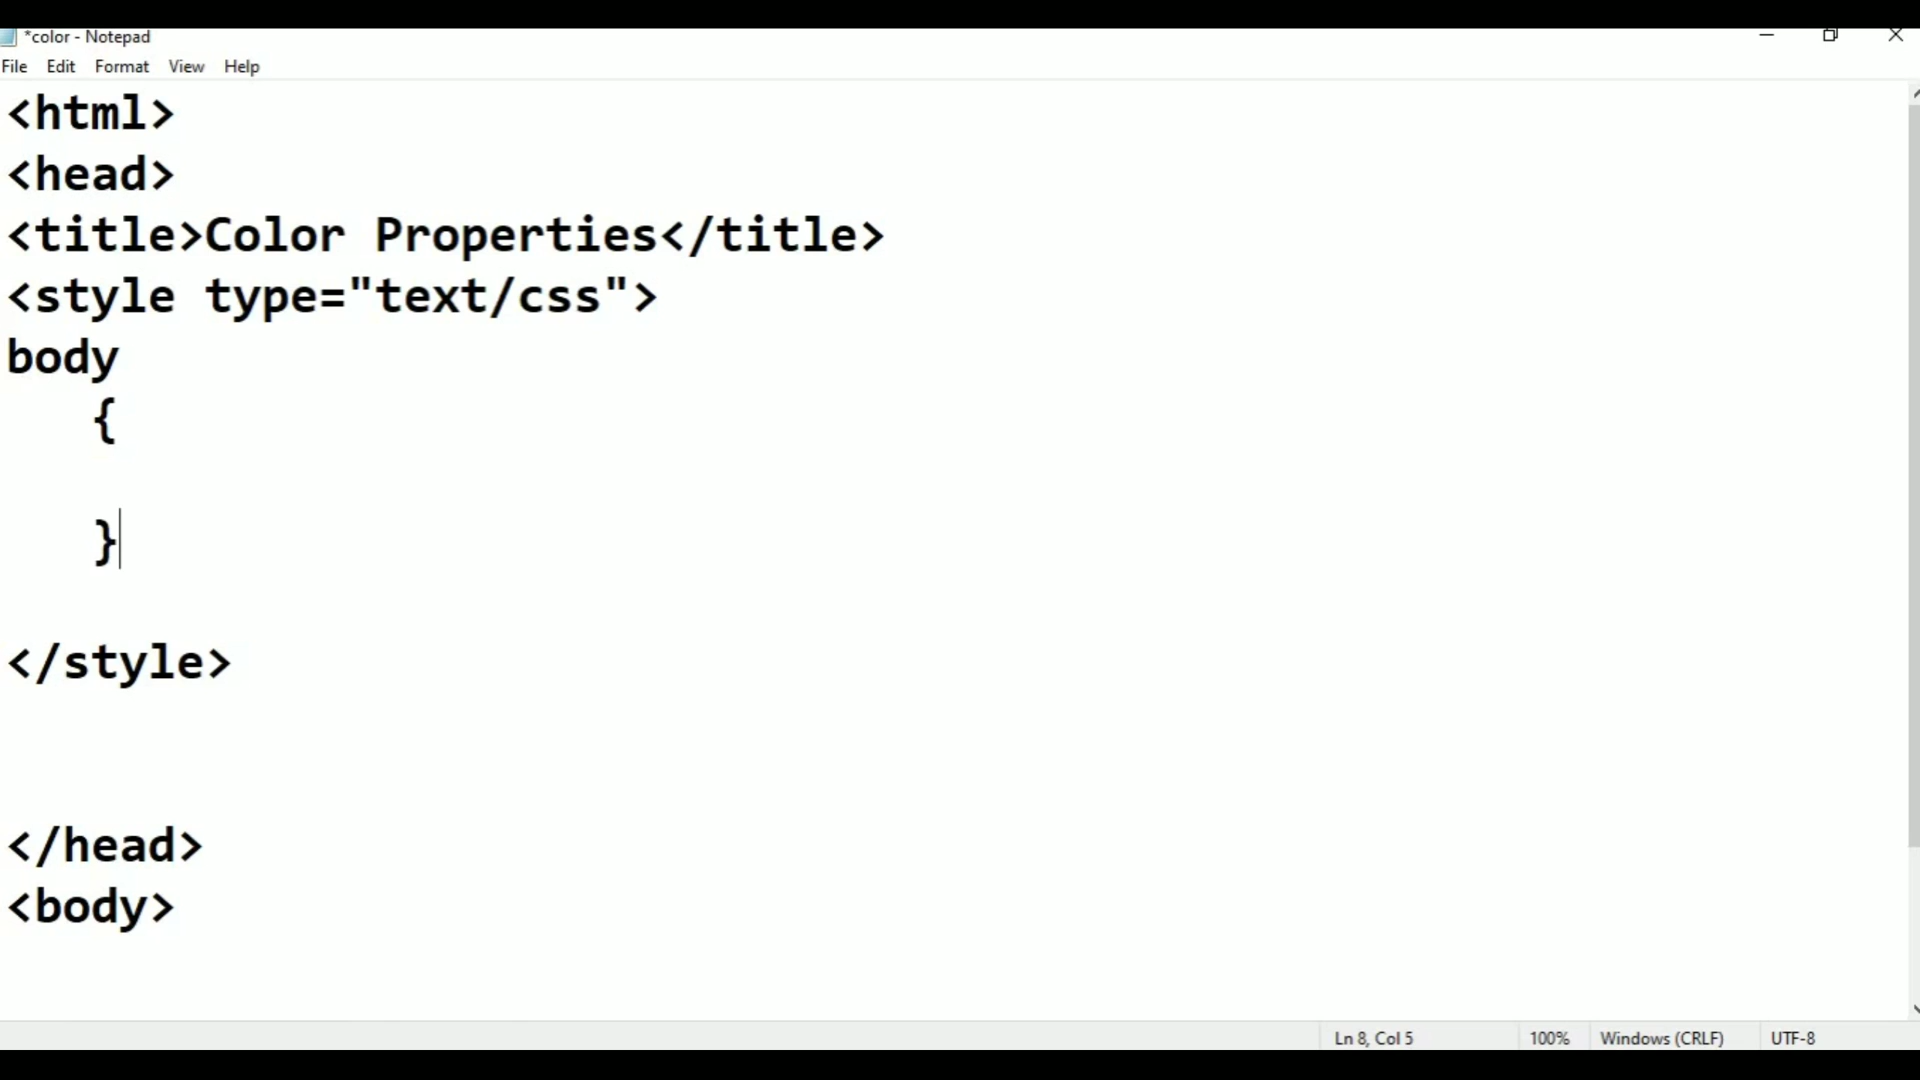 *color - Notepad
File Edit Format View Help
<html>
<head>
<title>Color Properties</title>
<style type="text/css">
body
{
}
</style>
</head>
<body>
Ln 8, Col 5 100% Windows (CRLF) UTF-8